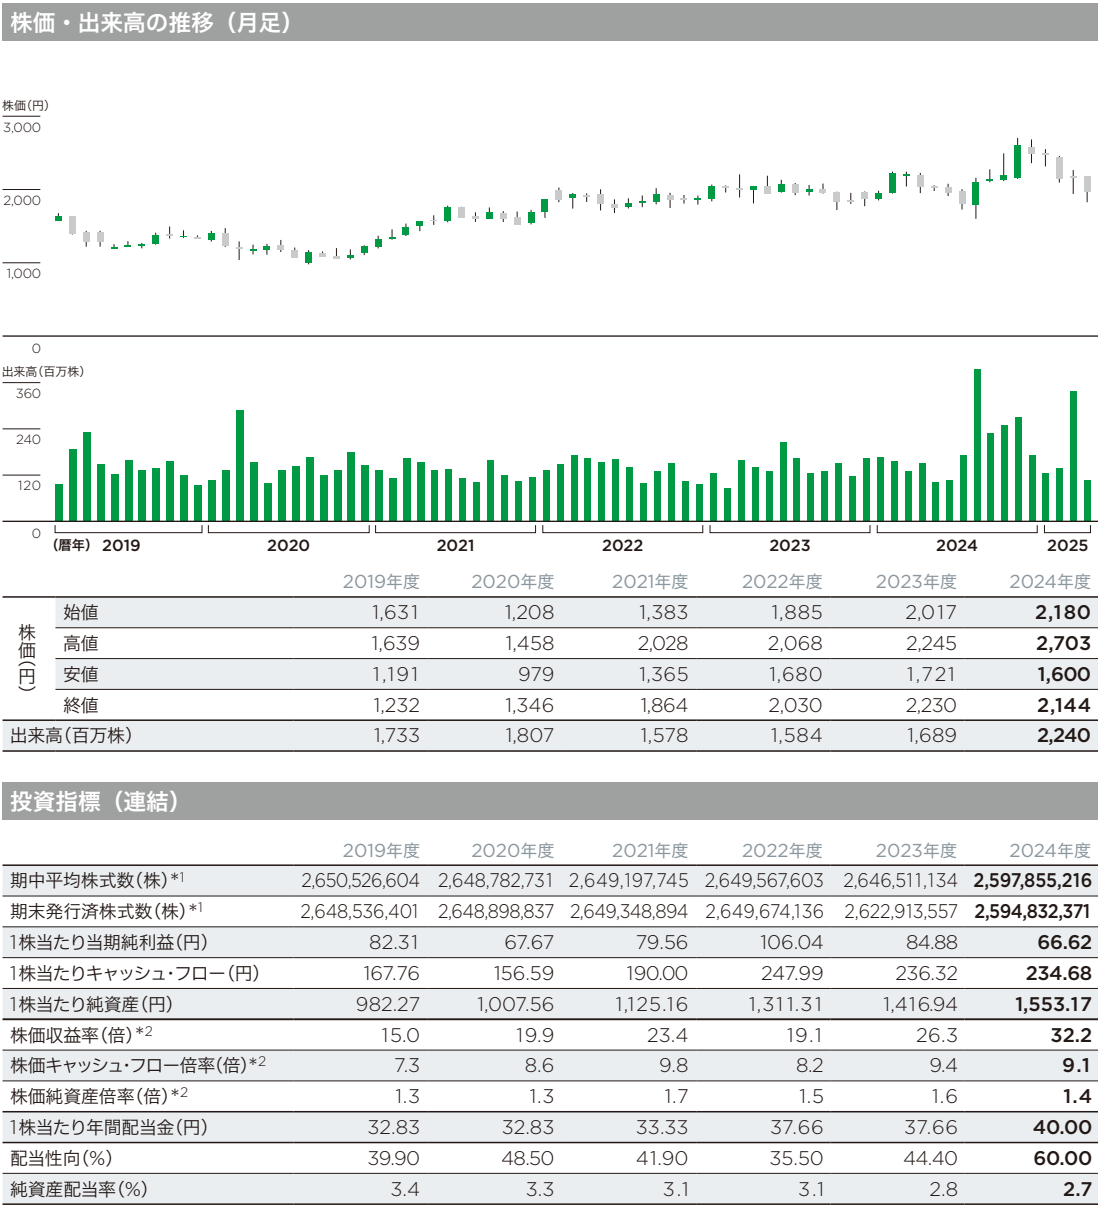 株価・出来高の推移（月足）
株価(円)
3,000
2,000
1,000
0
出来高(百万株)
360
240
120
0
(暦年) 2019 2020 2021 2022 2023 2024 2025
2019年度 2020年度 2021年度 2022年度 2023年度 2024年度
株価(円)
始値 1,631 1,208 1,383 1,885 2,017 2,180
高値 1,639 1,458 2,028 2,068 2,245 2,703
安値 1,191 979 1,365 1,680 1,721 1,600
終値 1,232 1,346 1,864 2,030 2,230 2,144
出来高(百万株) 1,733 1,807 1,578 1,584 1,689 2,240
投資指標（連結）
2019年度 2020年度 2021年度 2022年度 2023年度 2024年度
期中平均株式数(株)*1 2,650,526,604 2,648,782,731 2,649,197,745 2,649,567,603 2,646,511,134 2,597,855,216
期末発行済株式数(株)*1 2,648,536,401 2,648,898,837 2,649,348,894 2,649,674,136 2,622,913,557 2,594,832,371
1株当たり当期純利益(円) 82.31 67.67 79.56 106.04 84.88 66.62
1株当たりキャッシュ・フロー(円) 167.76 156.59 190.00 247.99 236.32 234.68
1株当たり純資産(円) 982.27 1,007.56 1,125.16 1,311.31 1,416.94 1,553.17
株価収益率(倍)*2 15.0 19.9 23.4 19.1 26.3 32.2
株価キャッシュ・フロー倍率(倍)*2 7.3 8.6 9.8 8.2 9.4 9.1
株価純資産倍率(倍)*2 1.3 1.3 1.7 1.5 1.6 1.4
1株当たり年間配当金(円) 32.83 32.83 33.33 37.66 37.66 40.00
配当性向(%) 39.90 48.50 41.90 35.50 44.40 60.00
純資産配当率(%) 3.4 3.3 3.1 3.1 2.8 2.7